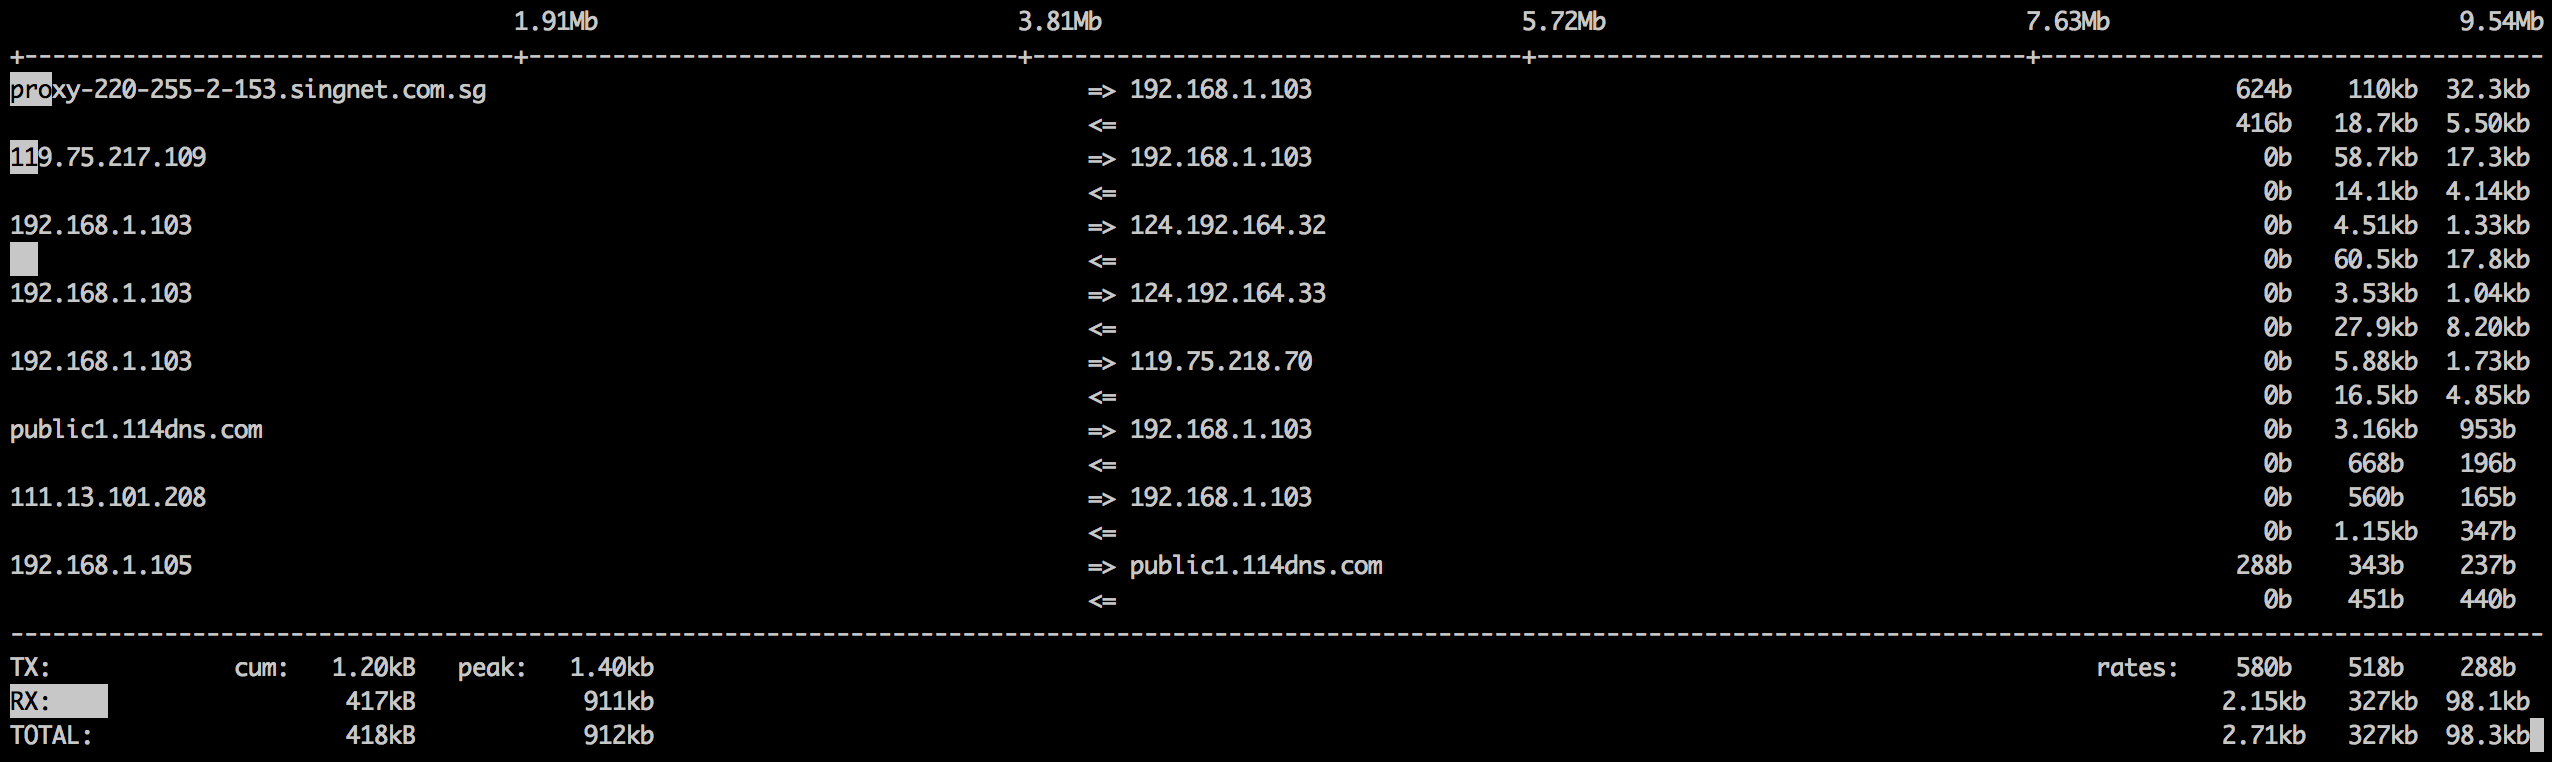 1.91Mb 3.81Mb 5.72Mb 7.63Mb 9.54Mb
+-----------------------------------+-----------------------------------+-----------------------------------+-----------------------------------+------------------------------------
proxy-220-255-2-153.singnet.com.sg => 192.168.1.103 624b 110kb 32.3kb
<= 416b 18.7kb 5.50kb
119.75.217.109 => 192.168.1.103 0b 58.7kb 17.3kb
<= 0b 14.1kb 4.14kb
192.168.1.103 => 124.192.164.32 0b 4.51kb 1.33kb
<= 0b 60.5kb 17.8kb
192.168.1.103 => 124.192.164.33 0b 3.53kb 1.04kb
<= 0b 27.9kb 8.20kb
192.168.1.103 => 119.75.218.70 0b 5.88kb 1.73kb
<= 0b 16.5kb 4.85kb
public1.114dns.com => 192.168.1.103 0b 3.16kb 953b
<= 0b 668b 196b
111.13.101.208 => 192.168.1.103 0b 560b 165b
<= 0b 1.15kb 347b
192.168.1.105 => public1.114dns.com 288b 343b 237b
<= 0b 451b 440b
-------------------------------------------------------------------------------------------------------------------------------------------------------------------------------------
TX: cum: 1.20kB peak: 1.40kb rates: 580b 518b 288b
RX: 417kB 911kb 2.15kb 327kb 98.1kb
TOTAL: 418kB 912kb 2.71kb 327kb 98.3kb